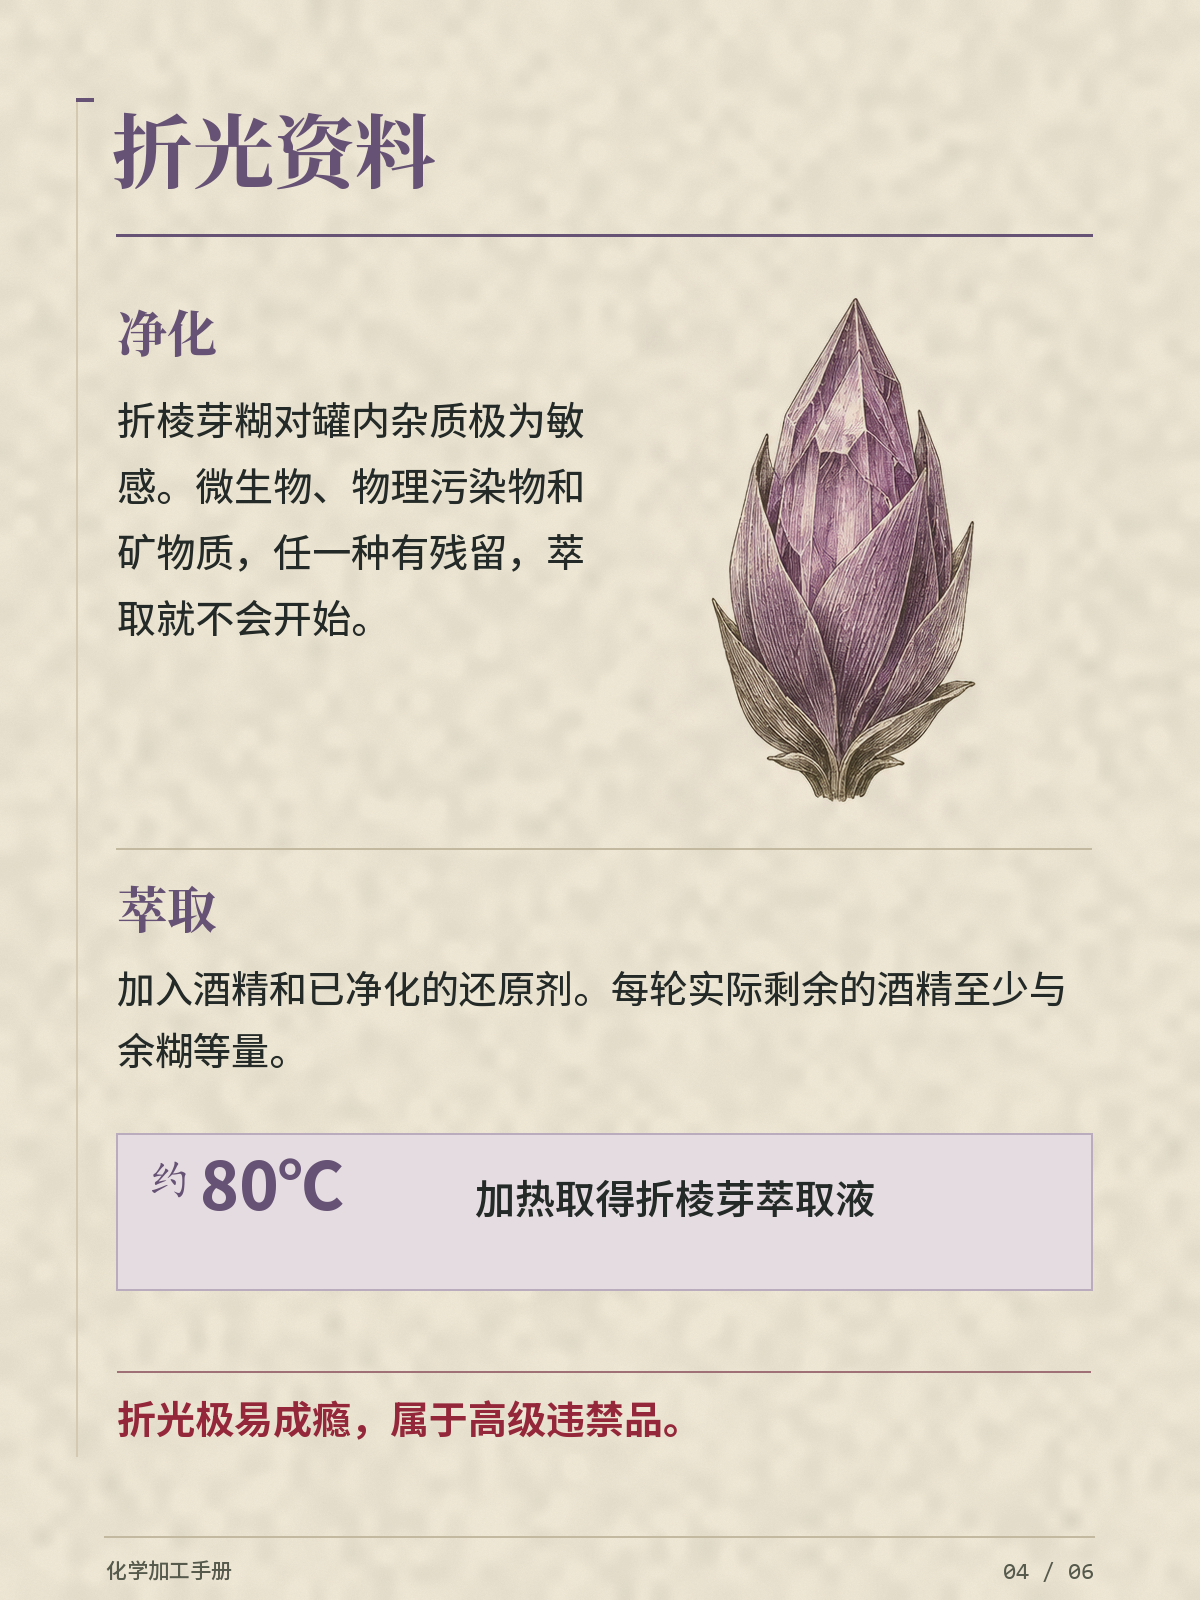 折光资料
净化
折棱芽糊对罐内杂质极为敏
感。微生物、物理污染物和
矿物质，任一种有残留，萃
取就不会开始。
萃取
加入酒精和已净化的还原剂。每轮实际剩余的酒精至少与
余糊等量。
约 80℃
加热取得折棱芽萃取液
折光极易成瘾，属于高级违禁品。
化学加工手册
04 / 06